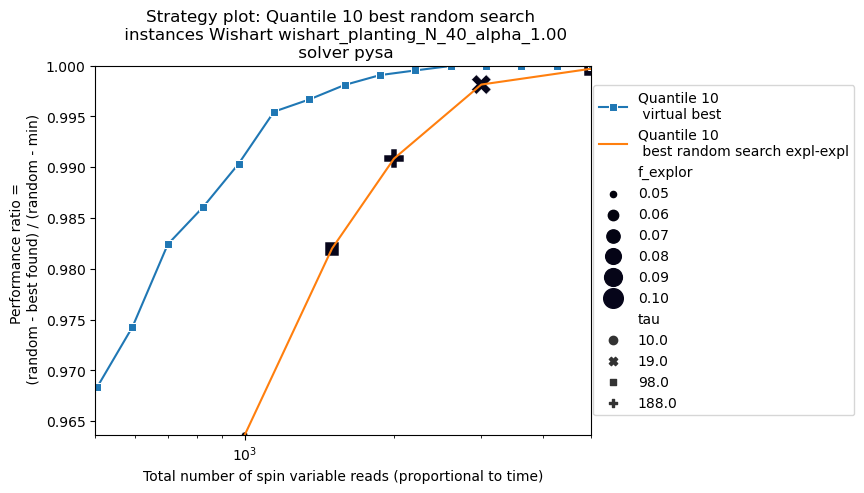 Strategy plot: Quantile 10 best random search
instances Wishart wishart_planting_N_40_alpha_1.00
solver pysa
1.000
0.995
0.990
0.985
0.980
0.975
0.970
0.965
Performance ratio =
(random - best found) / (random - min)
10^3
Total number of spin variable reads (proportional to time)
Quantile 10
virtual best
Quantile 10
best random search expl-expl
f_explor
0.05
0.06
0.07
0.08
0.09
0.10
tau
10.0
19.0
98.0
188.0